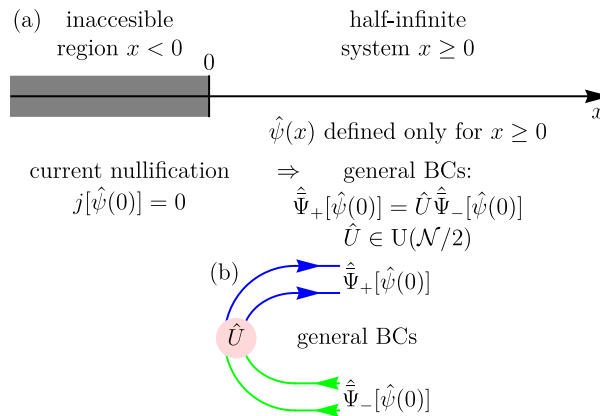 (a) inaccesible region x < 0
half-infinite system x ≥ 0
0
x
ψ̂(x) defined only for x ≥ 0
current nullification ⇒ general BCs:
j[ψ̂(0)] = 0
Ψ̄̂₊[ψ̂(0)] = ÛΨ̄̂₋[ψ̂(0)]
Û ∈ U(𝒩/2)
(b)
Ψ̄̂₊[ψ̂(0)]
Û
general BCs
Ψ̄̂₋[ψ̂(0)]